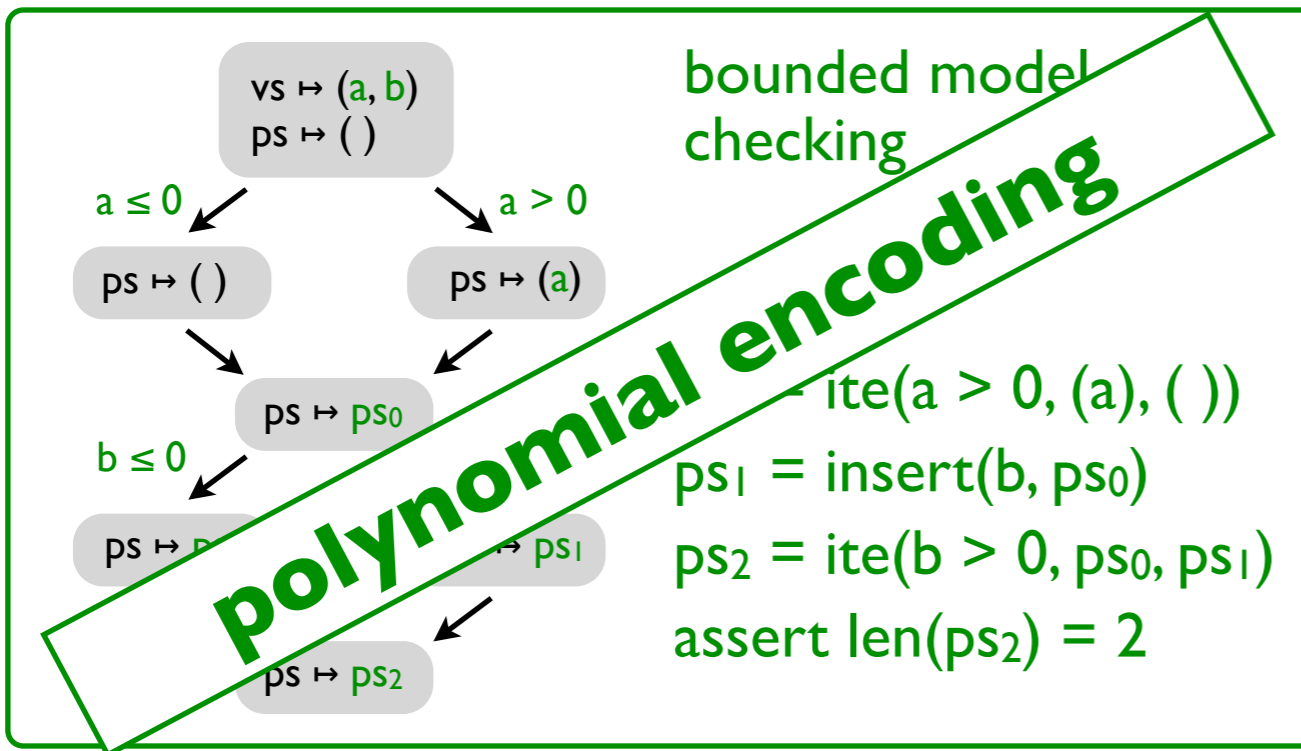 vs ↦ (a, b)
ps ↦ ( )
bounded model
checking
a ≤ 0
a > 0
ps ↦ ( )
ps ↦ (a)
polynomial encoding
ps ↦ ps₀
= ite(a > 0, (a), ( ))
b ≤ 0
ps₁ = insert(b, ps₀)
ps ↦
↦ ps₁
ps₂ = ite(b > 0, ps₀, ps₁)
assert len(ps₂) = 2
ps ↦ ps₂